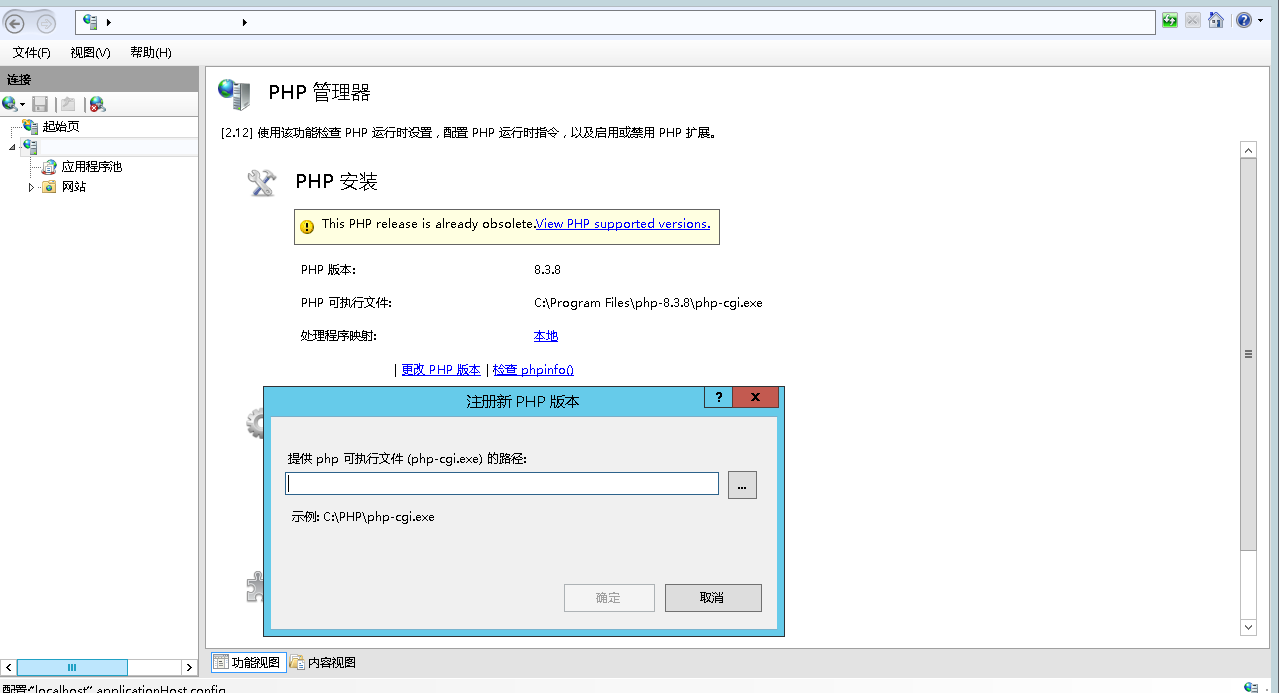 文件(F) 视图(V) 帮助(H)
连接
起始页
应用程序池
网站
PHP 管理器
[2.12] 使用该功能检查 PHP 运行时设置，配置 PHP 运行时指令，以及启用或禁用 PHP 扩展。
PHP 安装
This PHP release is already obsolete.View PHP supported versions.
PHP 版本: 8.3.8
PHP 可执行文件: C:\Program Files\php-8.3.8\php-cgi.exe
处理程序映射: 本地
| 更改 PHP 版本 | 检查 phpinfo()
注册新 PHP 版本
? X
提供 php 可执行文件 (php-cgi.exe) 的路径:
...
示例: C:\PHP\php-cgi.exe
确定 取消
功能视图 内容视图
配置:“localhost” applicationHost.config